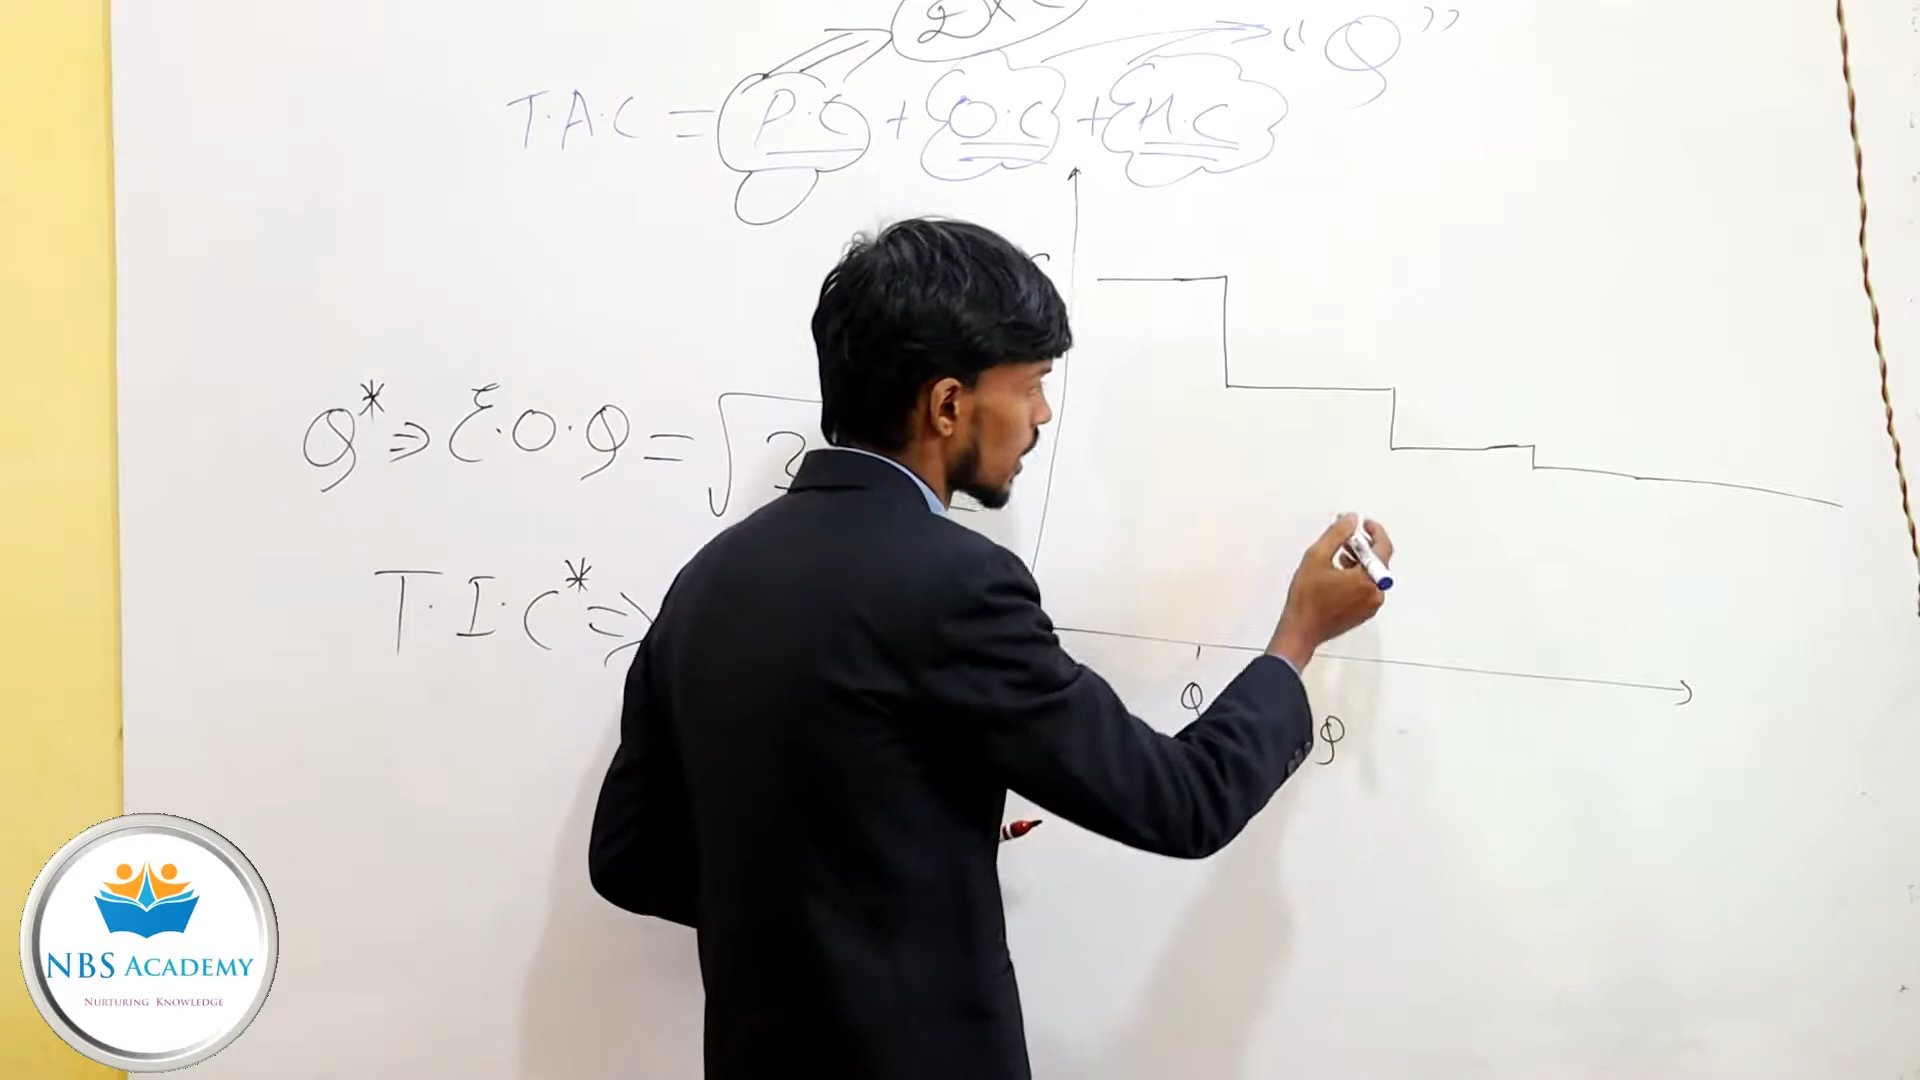 T.A.C = P.C + O.C + H.C "Q"
Q* ⇒ E.O.Q = √2
T.I.C* ⇒
Q
Q
NBS ACADEMY
NURTURING KNOWLEDGE